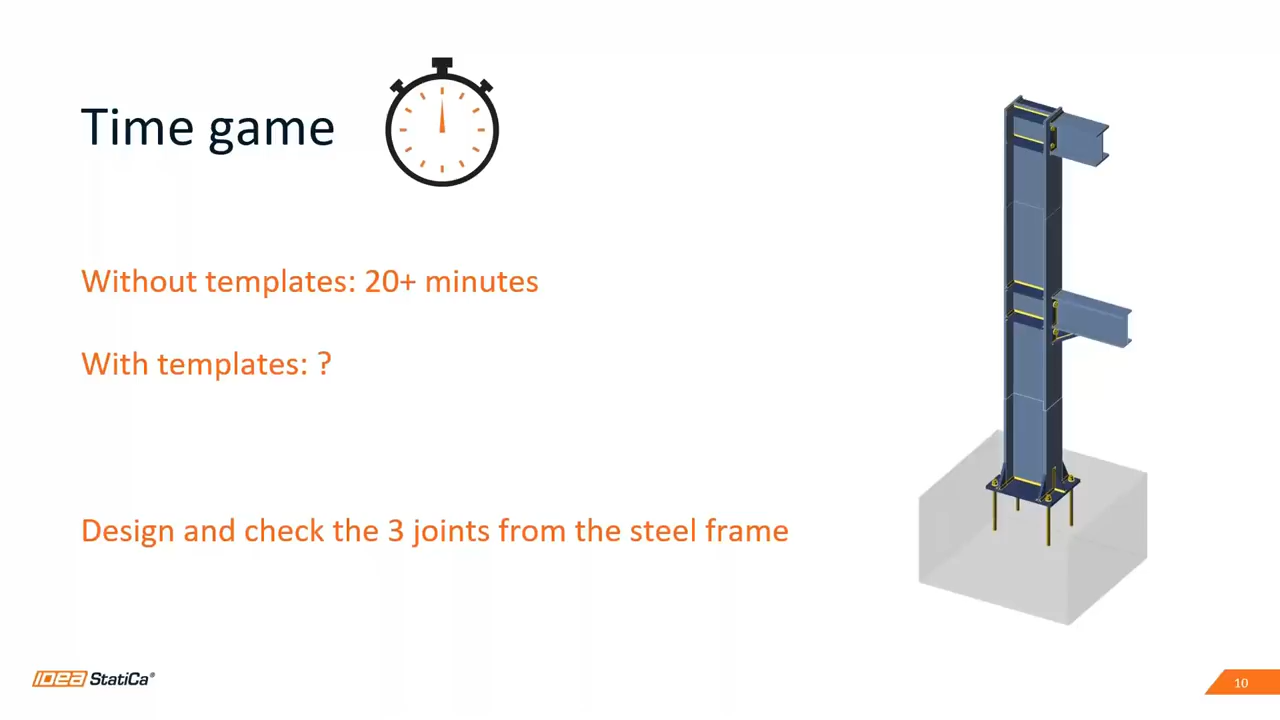 Time game
Without templates: 20+ minutes
With templates: ?
Design and check the 3 joints from the steel frame
IDEA StatiCa®
10